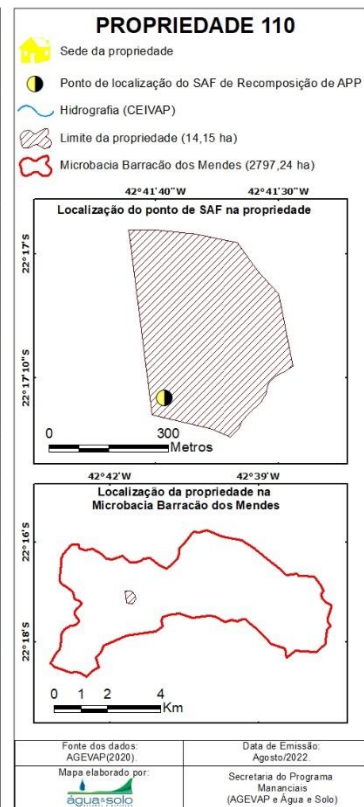 PROPRIEDADE 110
Sede da propriedade
Ponto de localização do SAF de Recomposição de APP
Hidrografia (CEIVAP)
Limite da propriedade (14,15 ha)
Microbacia Barracão dos Mendes (2797,24 ha)
42°41'40"W 42°41'30"W
Localização do ponto de SAF na propriedade
22°17'S
22°17'10"S
0 300
Metros
42°42'W 42°39'W
Localização da propriedade na
Microbacia Barracão dos Mendes
22°16'S
22°18'S
0 1 2 4
Km
Fonte dos dados:
AGEVAP(2020).
Data de Emissão:
Agosto/2022.
Mapa elaborado por:
água e solo
Secretaria do Programa
Mananciais
(AGEVAP e Água e Solo)